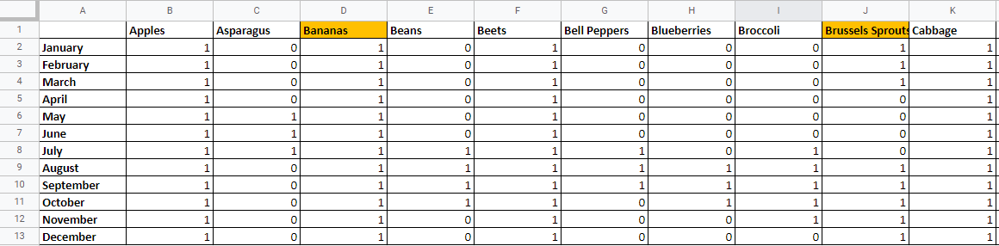 A B C D E F G H I J K
1 Apples Asparagus Bananas Beans Beets Bell Peppers Blueberries Broccoli Brussels Sprouts Cabbage
2 January 1 0 1 0 1 0 0 0 1 1
3 February 1 0 1 0 1 0 0 0 1 1
4 March 1 0 1 0 1 0 0 0 1 1
5 April 1 0 1 0 1 0 0 0 0 1
6 May 1 1 1 0 1 0 0 0 0 1
7 June 1 1 1 0 1 0 0 0 0 1
8 July 1 1 1 1 1 1 0 1 0 1
9 August 1 0 1 1 1 1 1 1 1 1
10 September 1 0 1 1 1 1 1 1 1 1
11 October 1 0 1 1 1 0 1 1 1 1
12 November 1 0 1 0 1 0 0 1 1 1
13 December 1 0 1 0 1 0 0 0 1 1